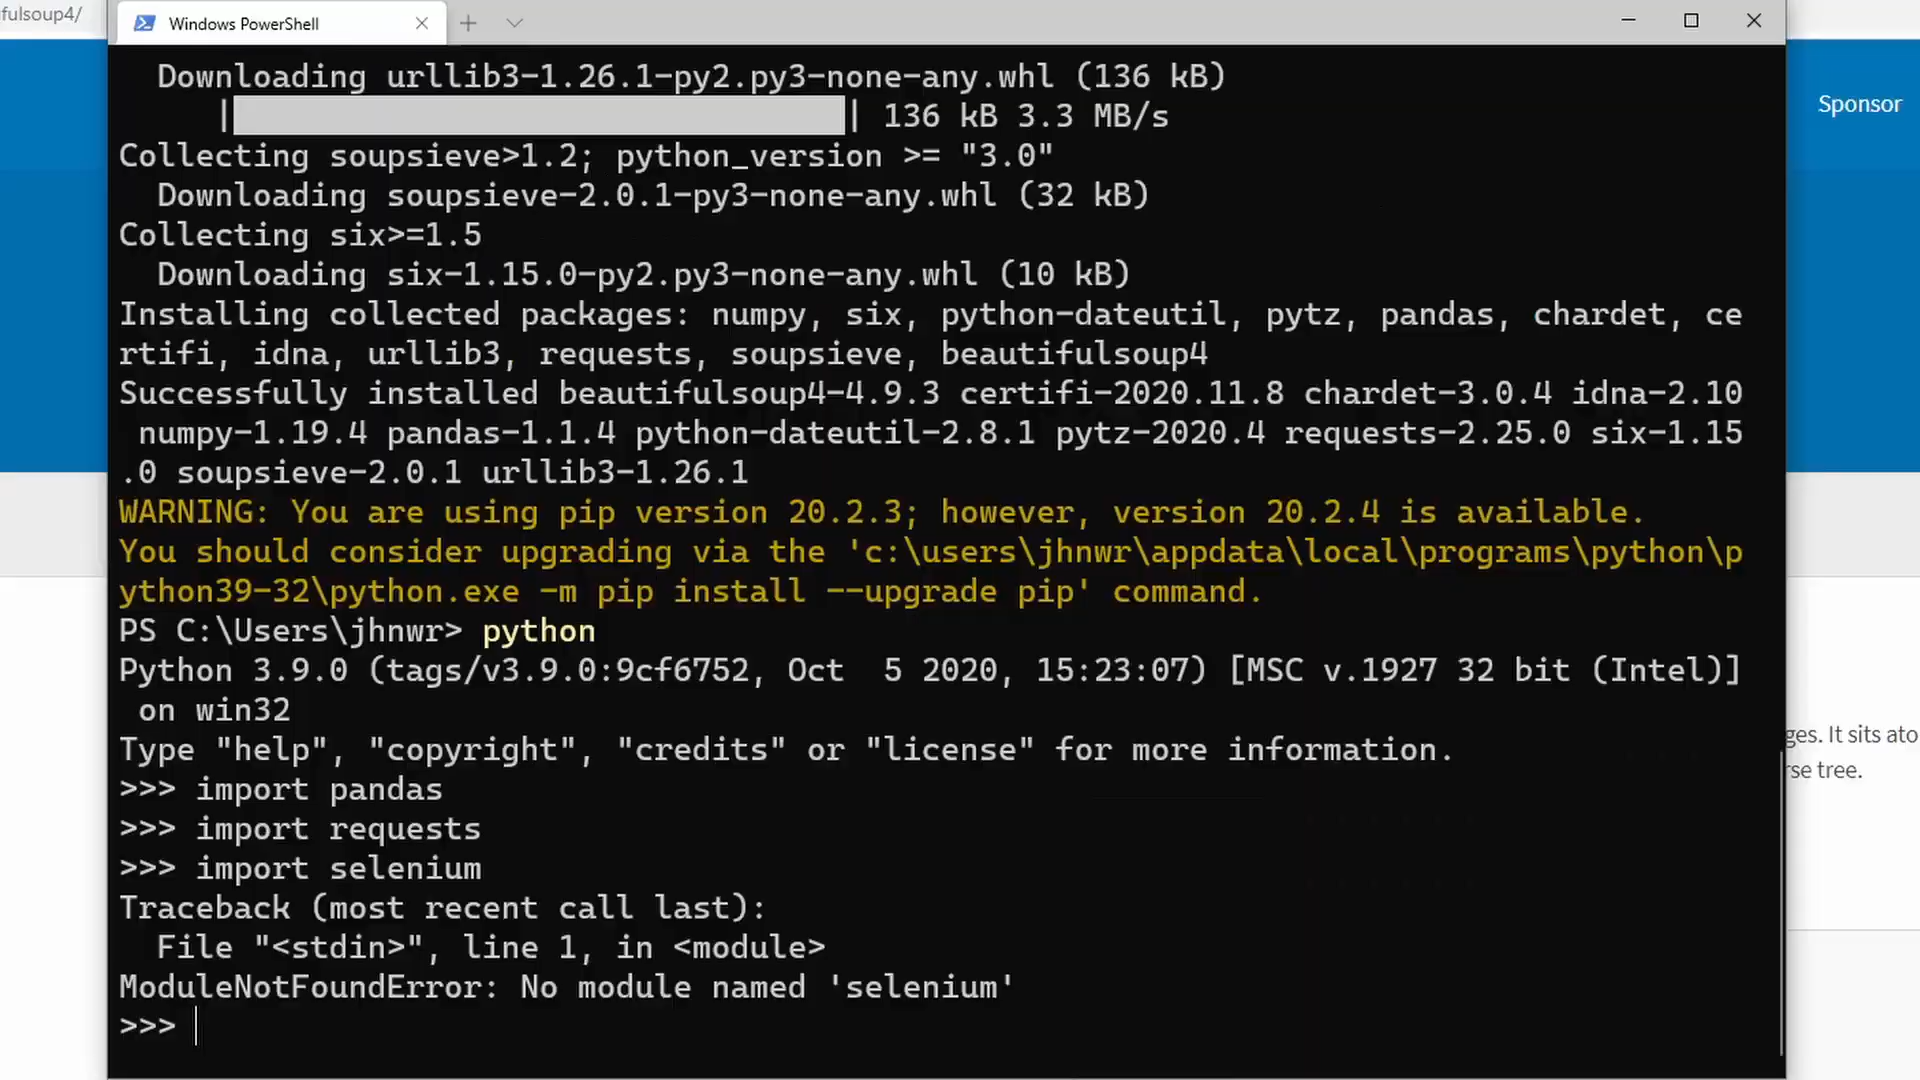 fulsoup4/
Windows PowerShell
Sponsor
Downloading urllib3-1.26.1-py2.py3-none-any.whl (136 kB)
| | 136 kB 3.3 MB/s
Collecting soupsieve>1.2; python_version >= "3.0"
Downloading soupsieve-2.0.1-py3-none-any.whl (32 kB)
Collecting six>=1.5
Downloading six-1.15.0-py2.py3-none-any.whl (10 kB)
Installing collected packages: numpy, six, python-dateutil, pytz, pandas, chardet, ce
rtifi, idna, urllib3, requests, soupsieve, beautifulsoup4
Successfully installed beautifulsoup4-4.9.3 certifi-2020.11.8 chardet-3.0.4 idna-2.10
numpy-1.19.4 pandas-1.1.4 python-dateutil-2.8.1 pytz-2020.4 requests-2.25.0 six-1.15
.0 soupsieve-2.0.1 urllib3-1.26.1
WARNING: You are using pip version 20.2.3; however, version 20.2.4 is available.
You should consider upgrading via the 'c:\users\jhnwr\appdata\local\programs\python\p
ython39-32\python.exe -m pip install --upgrade pip' command.
PS C:\Users\jhnwr> python
Python 3.9.0 (tags/v3.9.0:9cf6752, Oct  5 2020, 15:23:07) [MSC v.1927 32 bit (Intel)]
on win32
Type "help", "copyright", "credits" or "license" for more information.
>>> import pandas
>>> import requests
>>> import selenium
Traceback (most recent call last):
File "<stdin>", line 1, in <module>
ModuleNotFoundError: No module named 'selenium'
>>>
ges. It sits ato
rse tree.